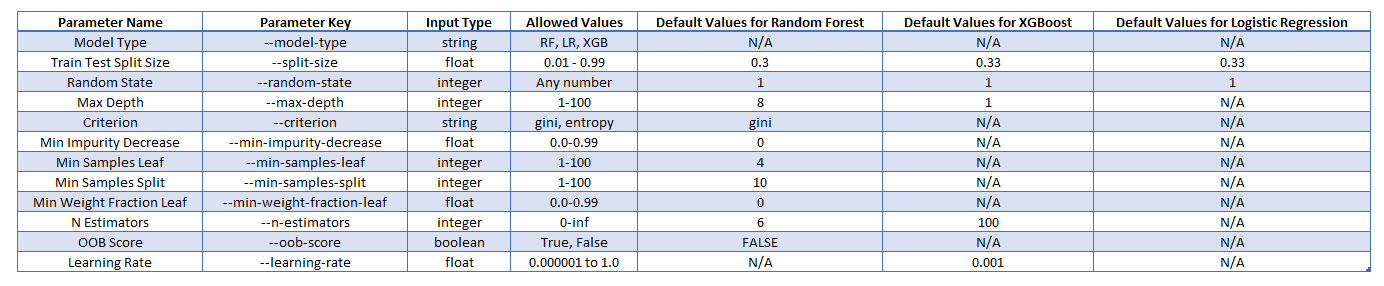 Parameter Name Parameter Key Input Type Allowed Values Default Values for Random Forest Default Values for XGBoost Default Values for Logistic Regression
Model Type --model-type string RF, LR, XGB N/A N/A N/A
Train Test Split Size --split-size float 0.01 - 0.99 0.3 0.33 0.33
Random State --random-state integer Any number 1 1 1
Max Depth --max-depth integer 1-100 8 1 N/A
Criterion --criterion string gini, entropy gini N/A N/A
Min Impurity Decrease --min-impurity-decrease float 0.0-0.99 0 N/A N/A
Min Samples Leaf --min-samples-leaf integer 1-100 4 N/A N/A
Min Samples Split --min-samples-split integer 1-100 10 N/A N/A
Min Weight Fraction Leaf --min-weight-fraction-leaf float 0.0-0.99 0 N/A N/A
N Estimators --n-estimators integer 0-inf 6 100 N/A
OOB Score --oob-score boolean True, False FALSE N/A N/A
Learning Rate --learning-rate float 0.000001 to 1.0 N/A 0.001 N/A